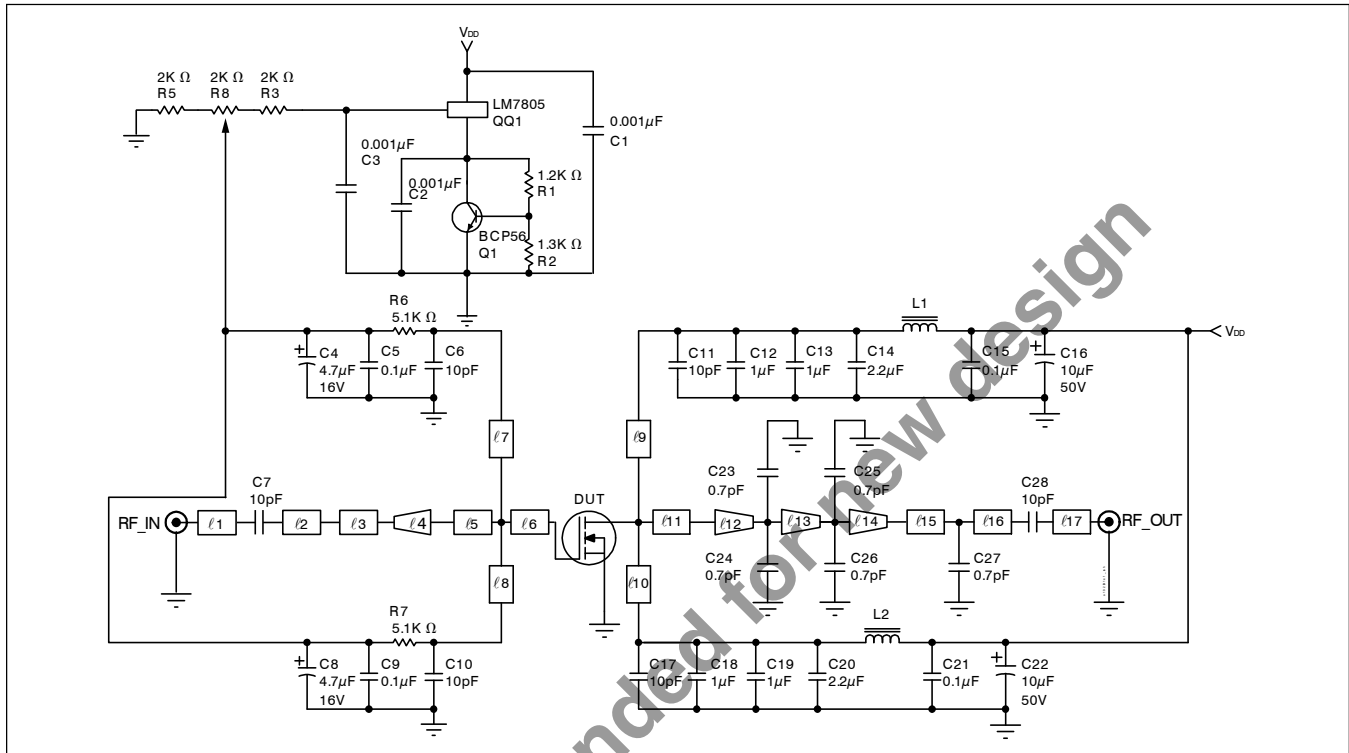 VDD
2K Ω
R5
2K Ω
R8
2K Ω
R3
LM7805
QQ1
0.001µF
C1
0.001µF
C3
0.001µF
C2
1.2K Ω
R1
BCP56
Q1
1.3K Ω
R2
R6
5.1K Ω
L1
VDD
+
C4
4.7µF
16V
C5
0.1µF
C6
10pF
C11
10pF
C12
1µF
C13
1µF
C14
2.2µF
C15
0.1µF
+
C16
10µF
50V
ℓ7
ℓ9
C23
0.7pF
C25
0.7pF
C7
10pF
DUT
C28
10pF
RF_IN
ℓ1
ℓ2
ℓ3
ℓ4
ℓ5
ℓ6
ℓ11
ℓ12
ℓ13
ℓ14
ℓ15
ℓ16
ℓ17
RF_OUT
ℓ8
ℓ10
C24
0.7pF
C26
0.7pF
C27
0.7pF
R7
5.1K Ω
L2
+
C8
4.7µF
16V
C9
0.1µF
C10
10pF
C17
10pF
C18
1µF
C19
1µF
C20
2.2µF
C21
0.1µF
+
C22
10µF
50V
nded for new design